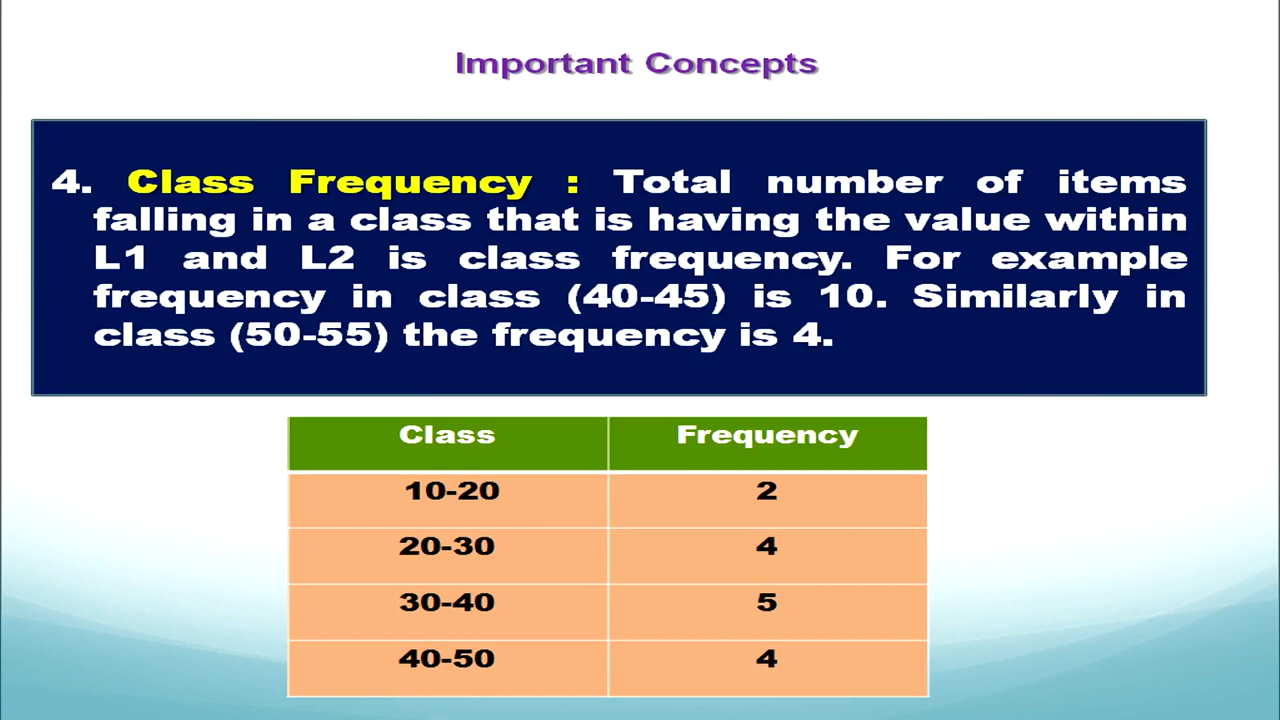 Important Concepts
4. Class Frequency : Total number of items
falling in a class that is having the value within
L1 and L2 is class frequency. For example
frequency in class (40-45) is 10. Similarly in
class (50-55) the frequency is 4.
Class Frequency
10-20 2
20-30 4
30-40 5
40-50 4